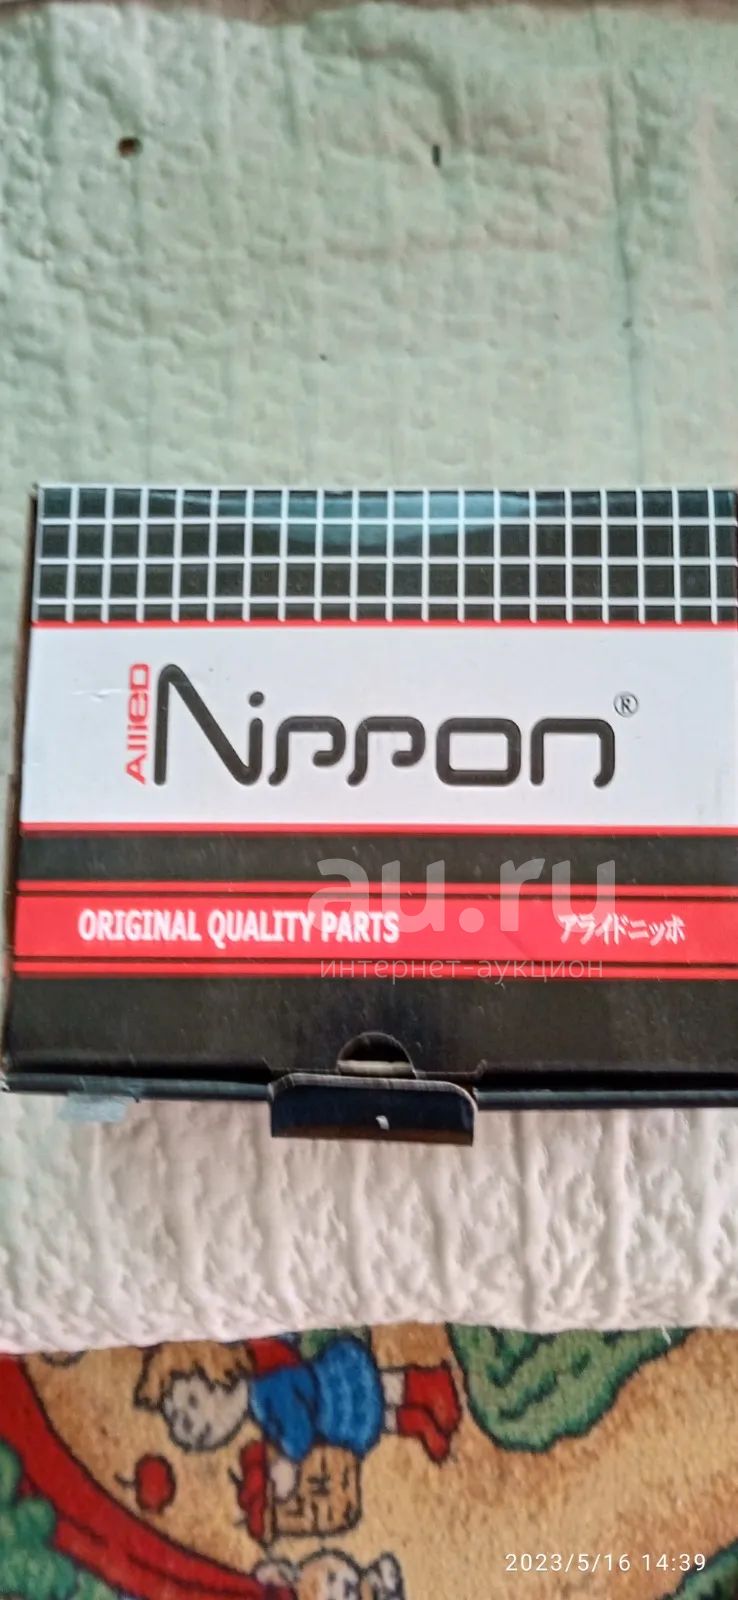 Allied
Nippon®
ORIGINAL QUALITY PARTS アライドニッポ
au.ru
интернет-аукцион
2023/5/16 14:39